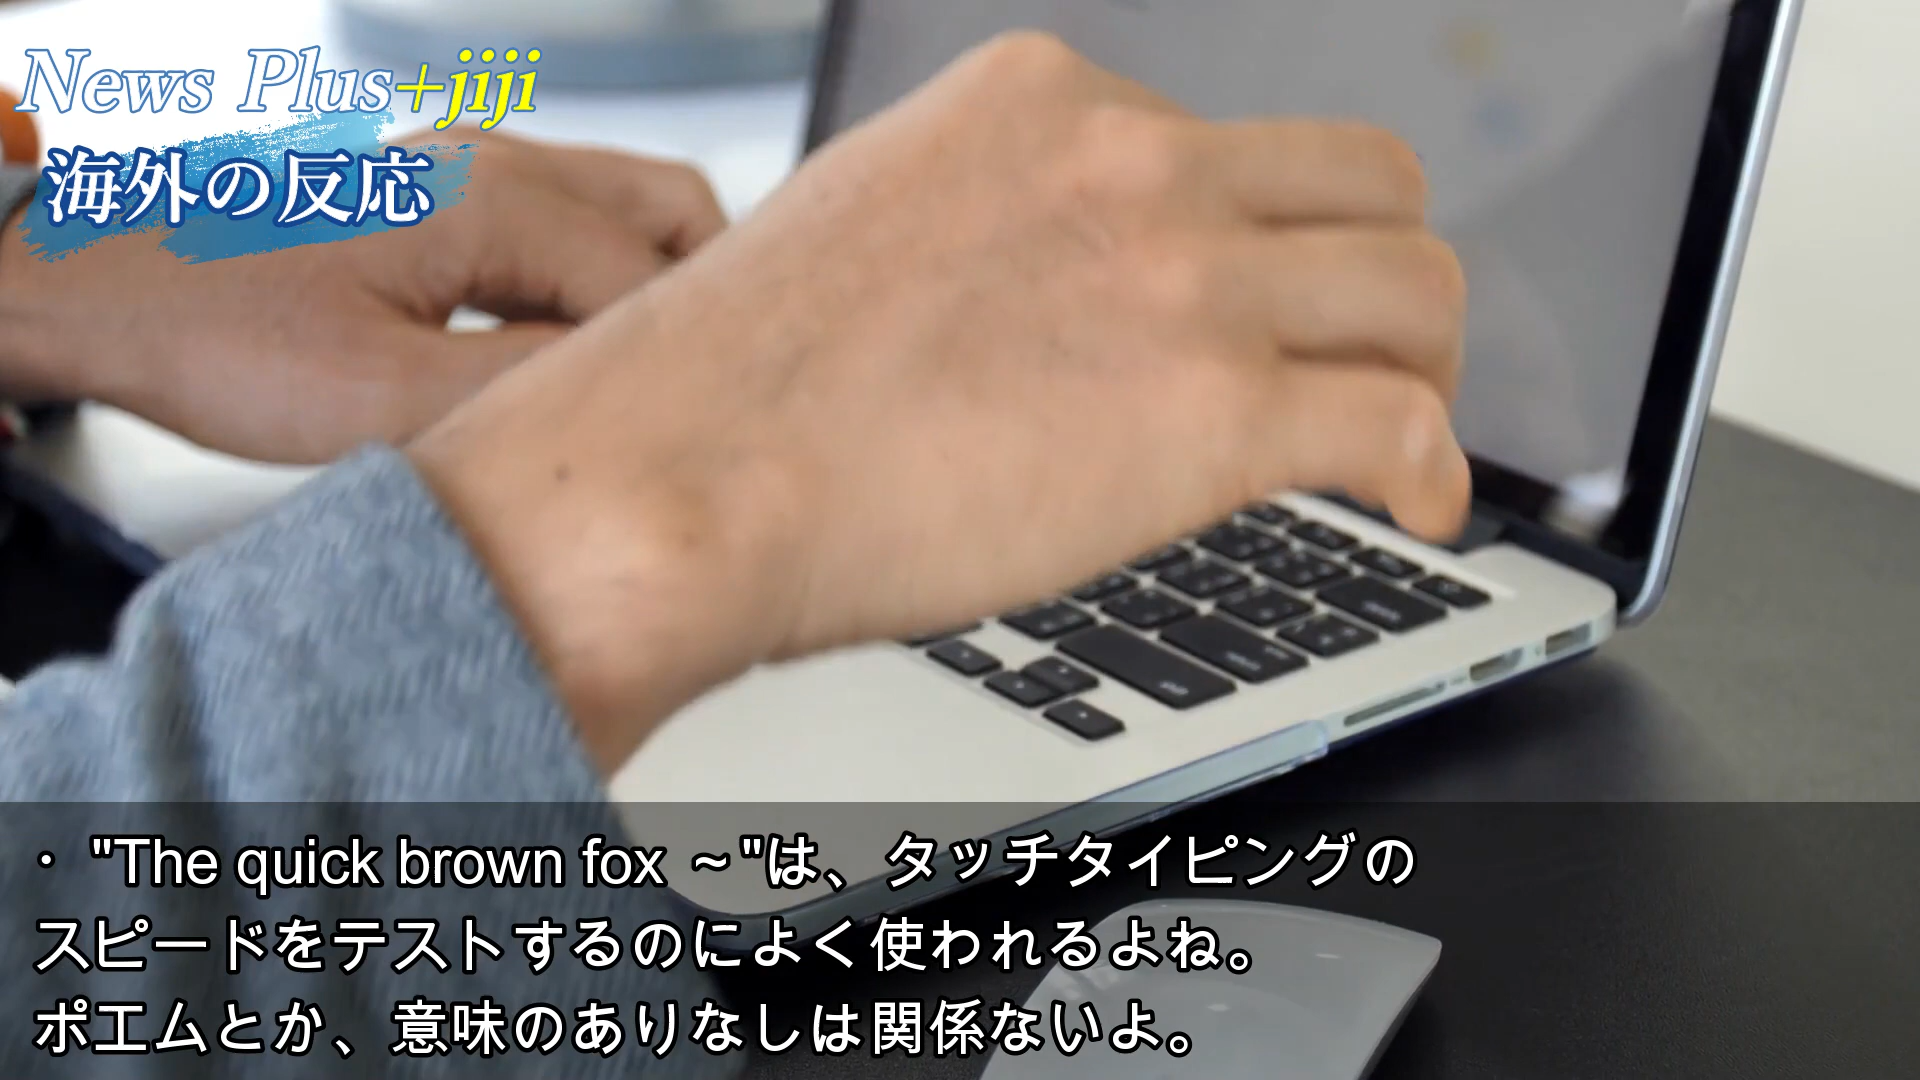 News Plus+jiji
海外の反応
・"The quick brown fox ～"は、タッチタイピングの
スピードをテストするのによく使われるよね。
ポエムとか、意味のありなしは関係ないよ。